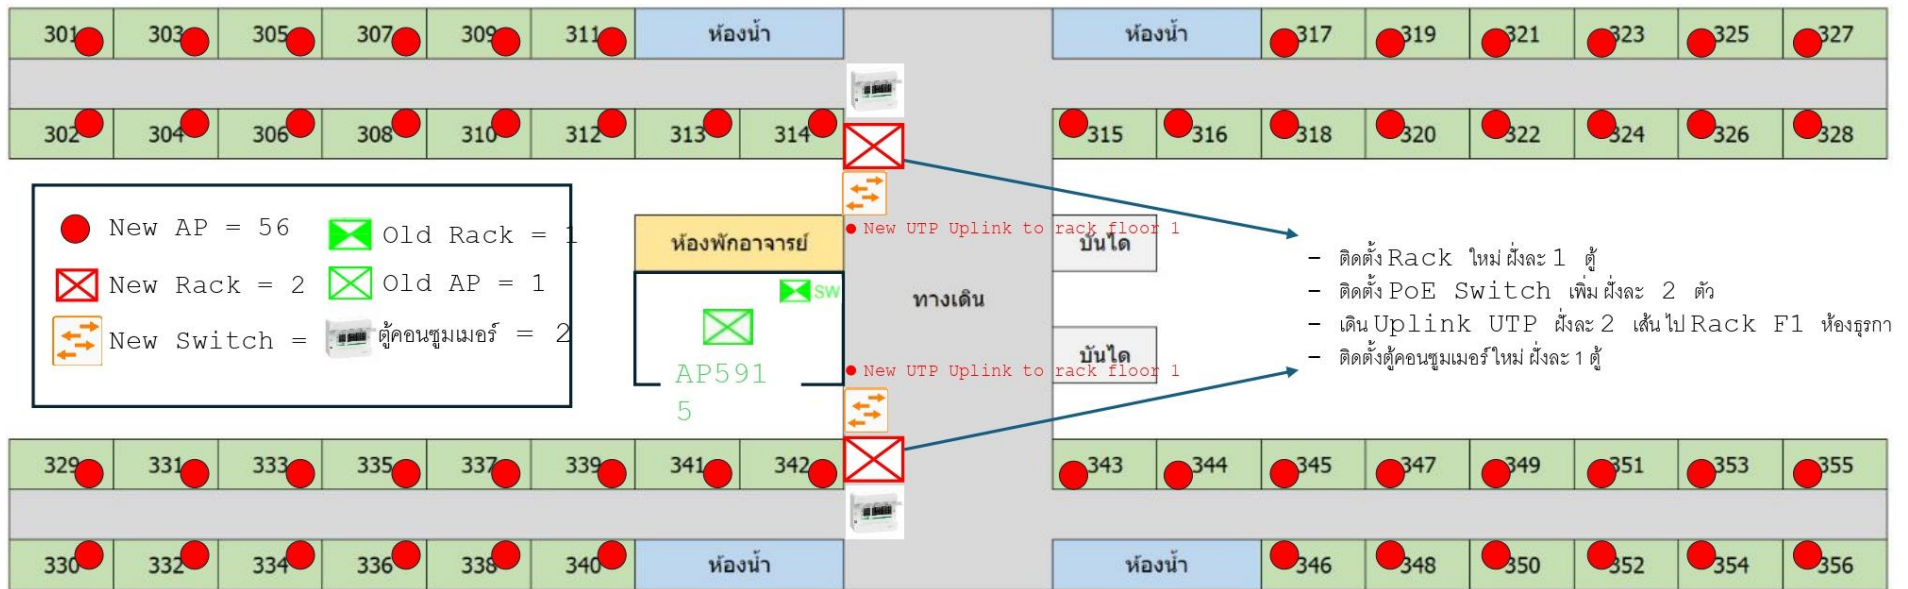 301 303 305 307 309 311 ห้องน้ำ ห้องน้ำ 317 319 321 323 325 327
302 304 306 308 310 312 313 314 315 316 318 320 322 324 326 328
New AP = 56
Old Rack = 1
New Rack = 2
Old AP = 1
New Switch =
ตู้คอนซูมเมอร์ = 2
ห้องพักอาจารย์
SW
AP591
5
New UTP Uplink to rack floor 1
บันได
ทางเดิน
บันได
New UTP Uplink to rack floor 1
- ติดตั้ง Rack ใหม่ ฝั่งละ 1 ตู้
- ติดตั้ง PoE Switch เพิ่ม ฝั่งละ 2 ตัว
- เดิน Uplink UTP ฝั่งละ 2 เส้น ไป Rack F1 ห้องธุรกา
- ติดตั้งตู้คอนซูมเมอร์ ใหม่ ฝั่งละ 1 ตู้
329 331 333 335 337 339 341 342 343 344 345 347 349 351 353 355
330 332 334 336 338 340 ห้องน้ำ ห้องน้ำ 346 348 350 352 354 356